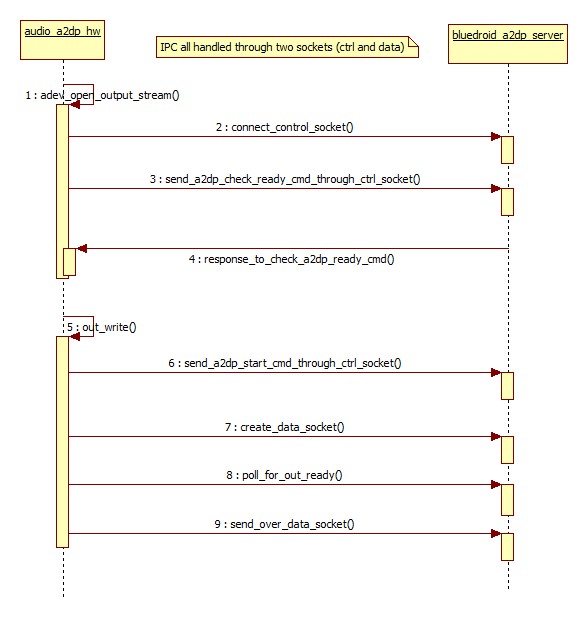 audio_a2dp_hw
IPC all handled through two sockets (ctrl and data)
bluedroid_a2dp_server
1 : adev_open_output_stream()
2 : connect_control_socket()
3 : send_a2dp_check_ready_cmd_through_ctrl_socket()
4 : response_to_check_a2dp_ready_cmd()
5 : out_write()
6 : send_a2dp_start_cmd_through_ctrl_socket()
7 : create_data_socket()
8 : poll_for_out_ready()
9 : send_over_data_socket()